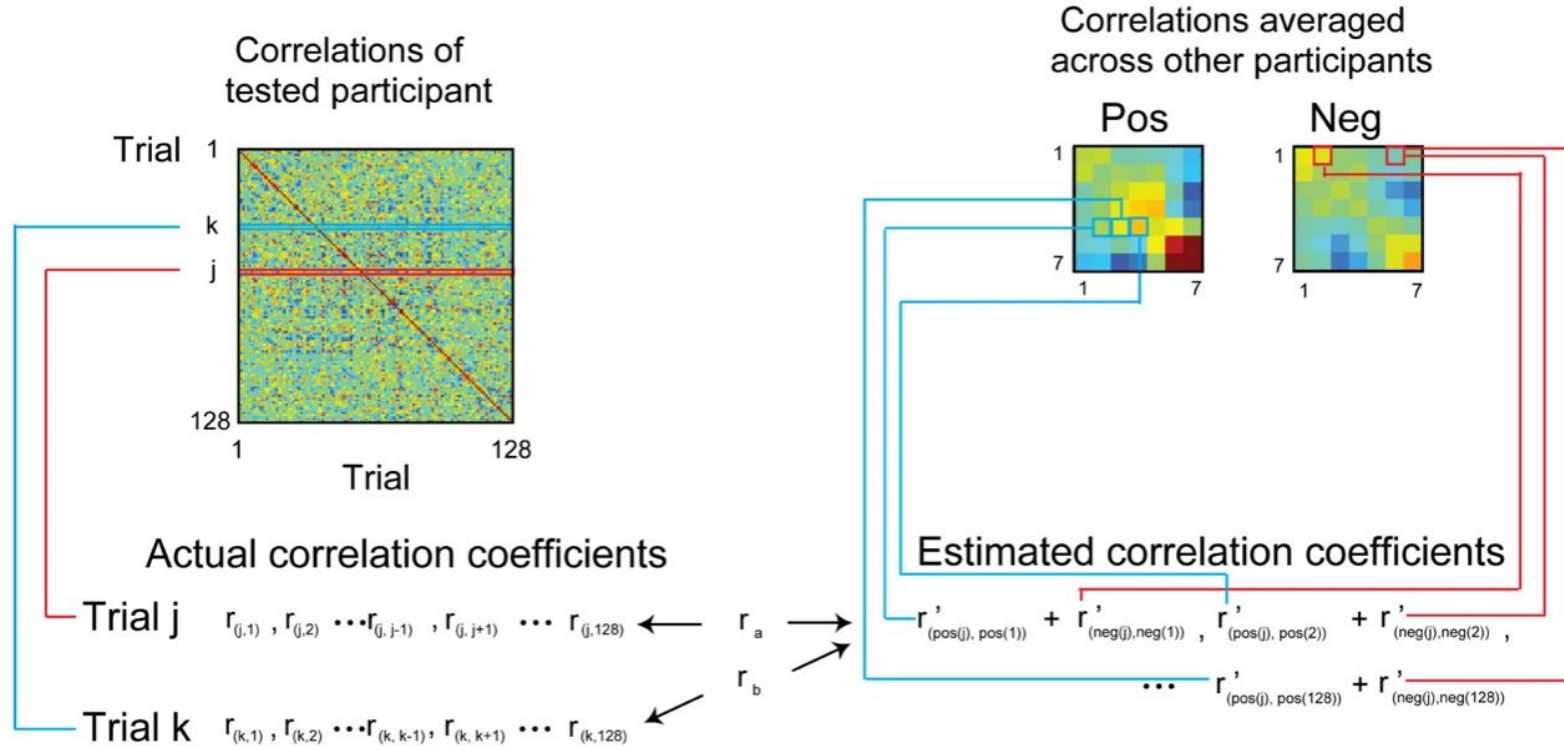 Correlations of
tested participant
Trial 1
k
j
128
1 128
Trial
Correlations averaged
across other participants
Pos Neg
1 1
7 7
1 7 1 7
Actual correlation coefficients
Trial j r(j,1) , r(j,2) •••r(j, j-1) , r(j, j+1) ••• r(j,128)
r a
r b
Trial k r(k,1) , r(k,2) •••r(k, k-1), r(k, k+1) ••• r(k,128)
Estimated correlation coefficients
r’(pos(j), pos(1)) + r’(neg(j),neg(1)) , r’(pos(j), pos(2)) + r’(neg(j),neg(2)) ,
••• r’(pos(j), pos(128)) + r’(neg(j),neg(128))